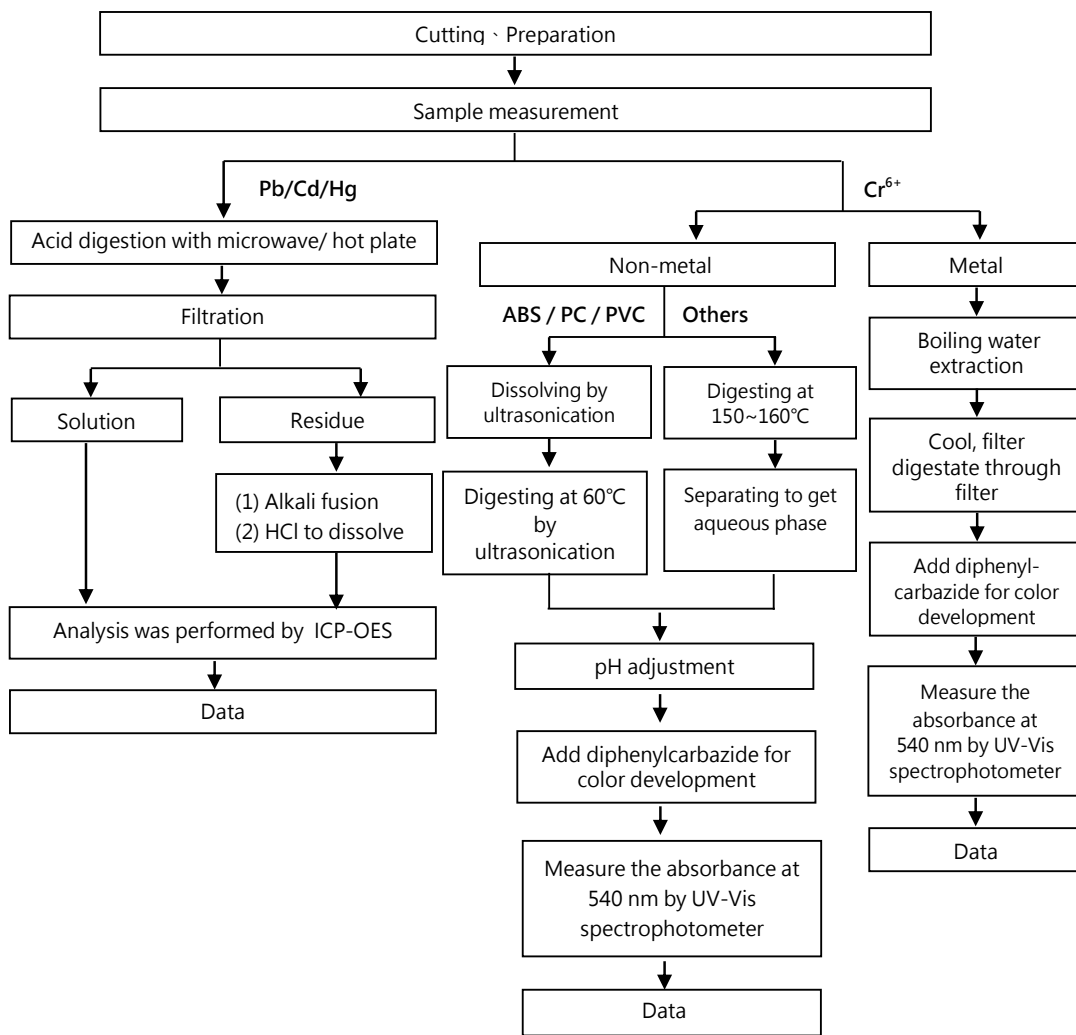 Cutting、Preparation
Sample measurement
Pb/Cd/Hg
Cr6+
Acid digestion with microwave/ hot plate
Filtration
Solution
Residue
(1) Alkali fusion
(2) HCl to dissolve
Analysis was performed by ICP-OES
Data
Non-metal
ABS / PC / PVC
Others
Dissolving by
ultrasonication
Digesting at
150~160℃
Digesting at 60℃
by
ultrasonication
Separating to get
aqueous phase
pH adjustment
Add diphenylcarbazide for
color development
Measure the absorbance at
540 nm by UV-Vis
spectrophotometer
Data
Metal
Boiling water
extraction
Cool, filter
digestate through
filter
Add diphenyl-
carbazide for color
development
Measure the
absorbance at
540 nm by UV-Vis
spectrophotometer
Data